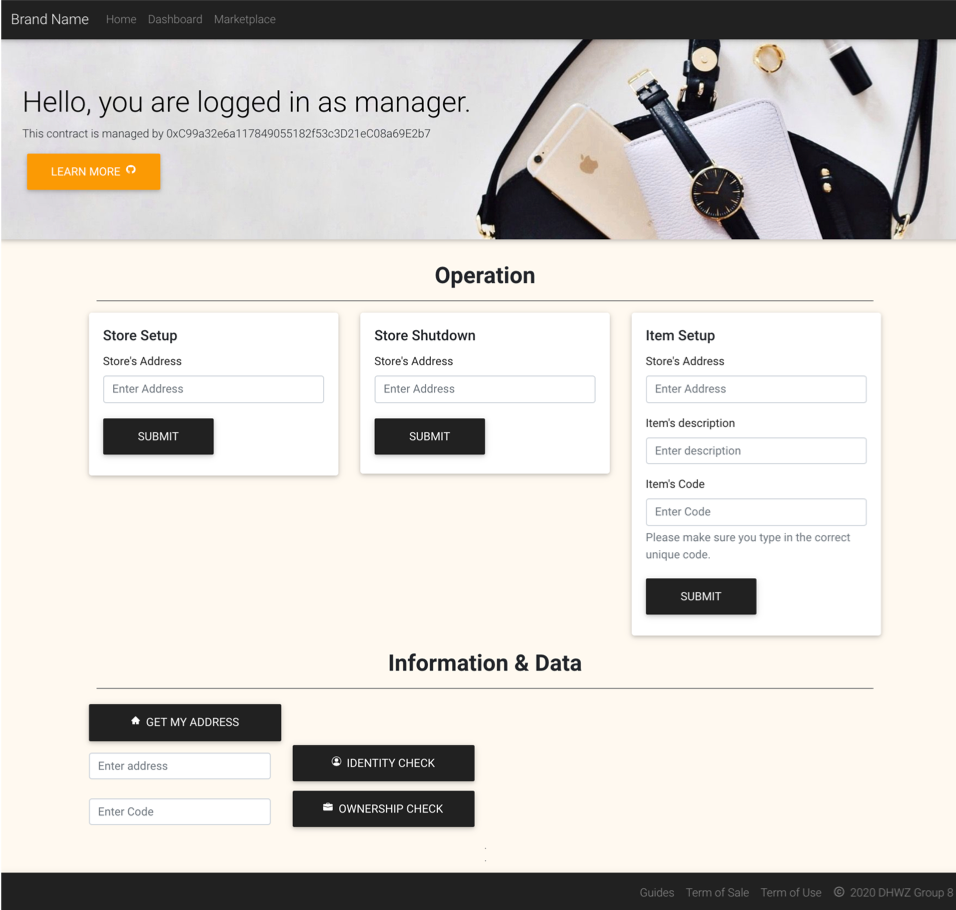 Brand Name Home Dashboard Marketplace
Hello, you are logged in as manager.
This contract is managed by 0xC99a32e6a117849055182f53c3D21eC08a69E2b7
LEARN MORE
Operation
Store Setup
Store's Address
Enter Address
SUBMIT
Store Shutdown
Store's Address
Enter Address
SUBMIT
Item Setup
Store's Address
Enter Address
Item's description
Enter description
Item's Code
Enter Code
Please make sure you type in the correct
unique code.
SUBMIT
Information & Data
GET MY ADDRESS
Enter address
IDENTITY CHECK
Enter Code
OWNERSHIP CHECK
Guides Term of Sale Term of Use © 2020 DHWZ Group 8